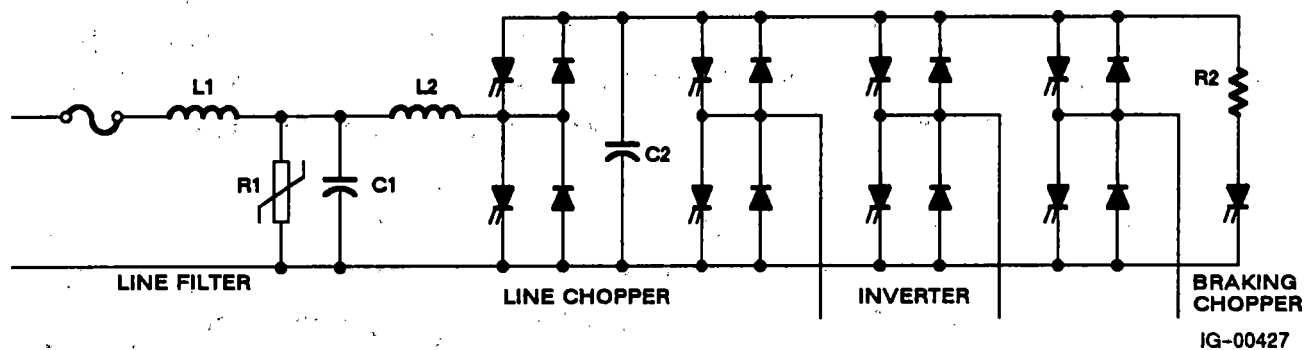 L1
L2
R2
R1
C1
C2
LINE FILTER
LINE CHOPPER
INVERTER
BRAKING
CHOPPER
IG-00427